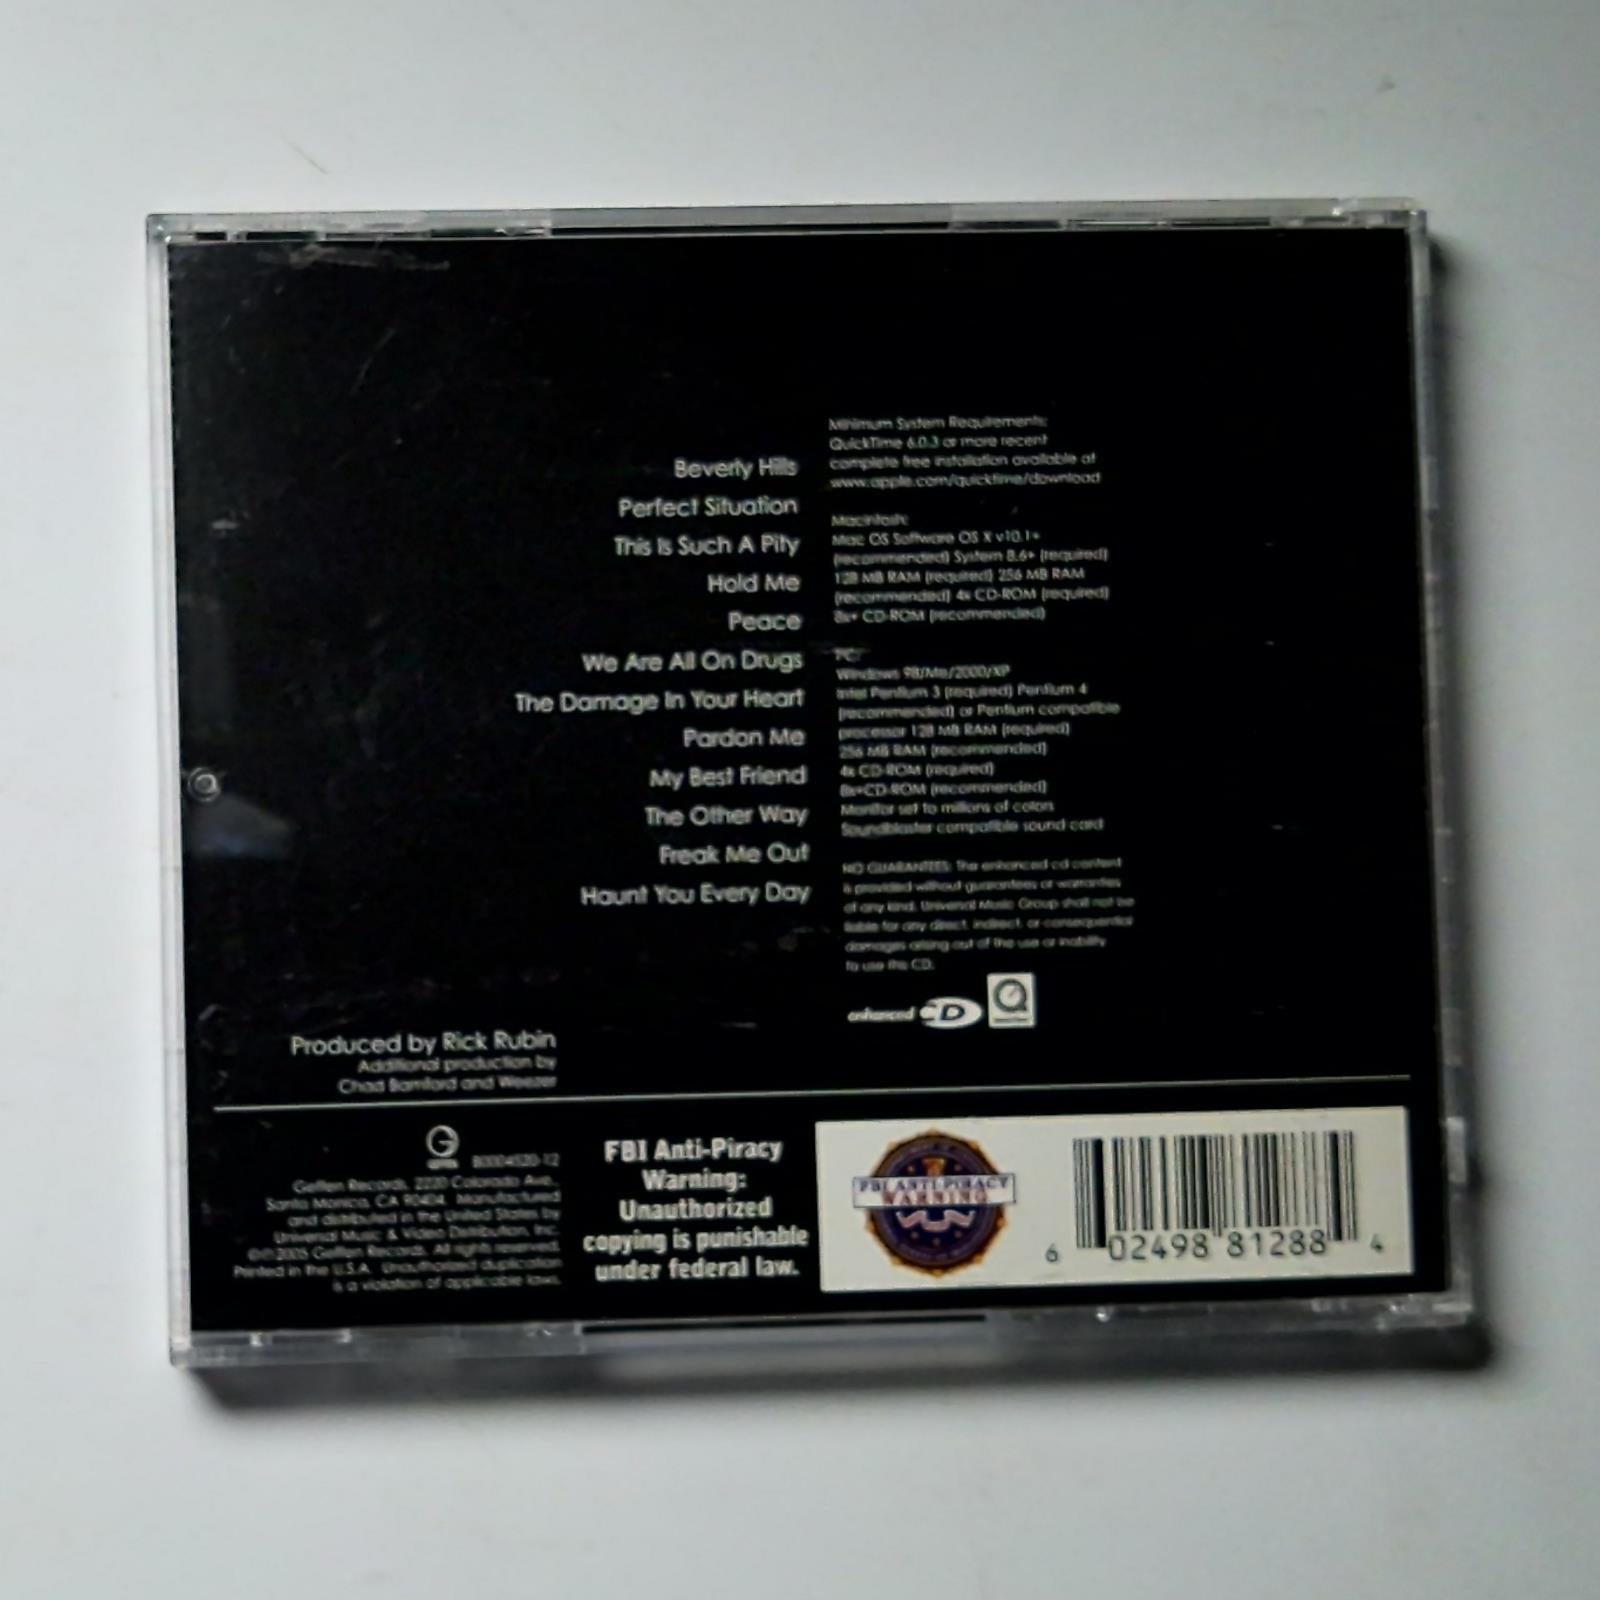 Beverly Hills
Perfect Situation
This Is Such A Pity
Hold Me
Peace
We Are All On Drugs
The Damage In Your Heart
Pardon Me
My Best Friend
The Other Way
Freak Me Out
Haunt You Every Day
Minimum System Requirements:
QuickTime 6.0.3 or more recent
complete free installation available at
www.apple.com/quicktime/download
Macintosh:
Mac OS Software OS X v10.1+
(recommended) System 8.6+ (required)
128 MB RAM (required) 256 MB RAM
(recommended) 4x CD-ROM (required)
8x+ CD-ROM (recommended)
PC:
Windows 98/Me/2000/XP
Intel Pentium 3 (required) Pentium 4
(recommended) or Pentium compatible
processor 128 MB RAM (required)
256 MB RAM (recommended)
4x CD-ROM (required)
8x+CD-ROM (recommended)
Monitor set to millions of colors
Soundblaster compatible sound card
NO GUARANTEES: The enhanced cd content
is provided without guarantees or warranties
of any kind. Universal Music Group shall not be
liable for any direct, indirect, or consequential
damages arising out of the use or inability
to use this CD.
enhanced CD
Produced by Rick Rubin
Additional production by
Chad Bamford and Weezer
B0004520-12
Geffen Records, 2220 Colorado Ave.,
Santa Monica, CA 90404. Manufactured
and distributed in the United States by
Universal Music & Video Distribution, Inc.
©℗ 2005 Geffen Records. All rights reserved.
Printed in the U.S.A. Unauthorized duplication
is a violation of applicable laws.
FBI Anti-Piracy
Warning:
Unauthorized
copying is punishable
under federal law.
FBI ANTI-PIRACY
WARNING
6 02498 81288 4